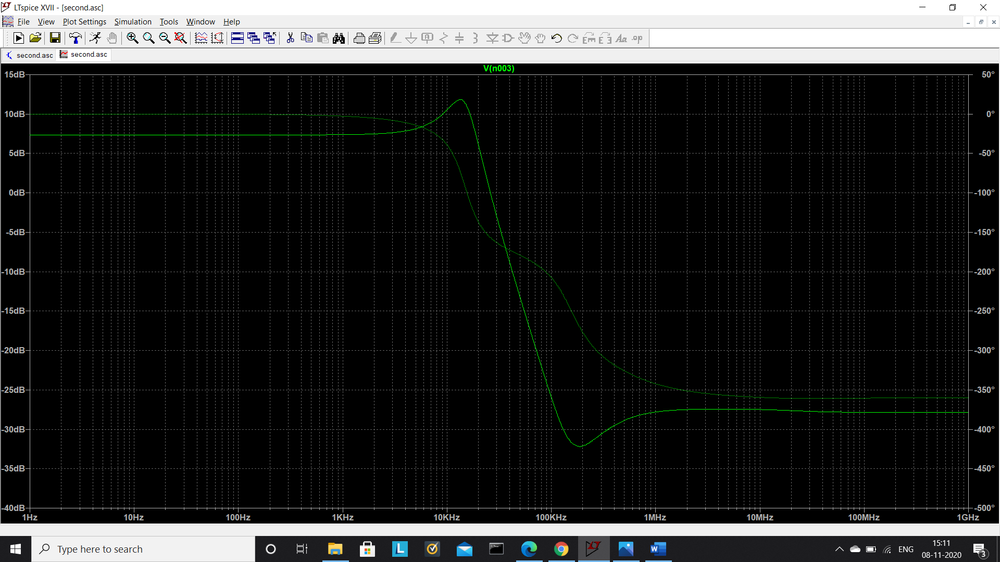 LTspice XVII - [second.asc]
File View Plot Settings Simulation Tools Window Help
second.asc second.asc
V(n003)
15dB 50°
10dB 0°
5dB -50°
0dB -100°
-5dB -150°
-10dB -200°
-15dB -250°
-20dB -300°
-25dB -350°
-30dB -400°
-35dB -450°
-40dB -500°
1Hz 10Hz 100Hz 1KHz 10KHz 100KHz 1MHz 10MHz 100MHz 1GHz
Type here to search
ENG
15:11
08-11-2020
3